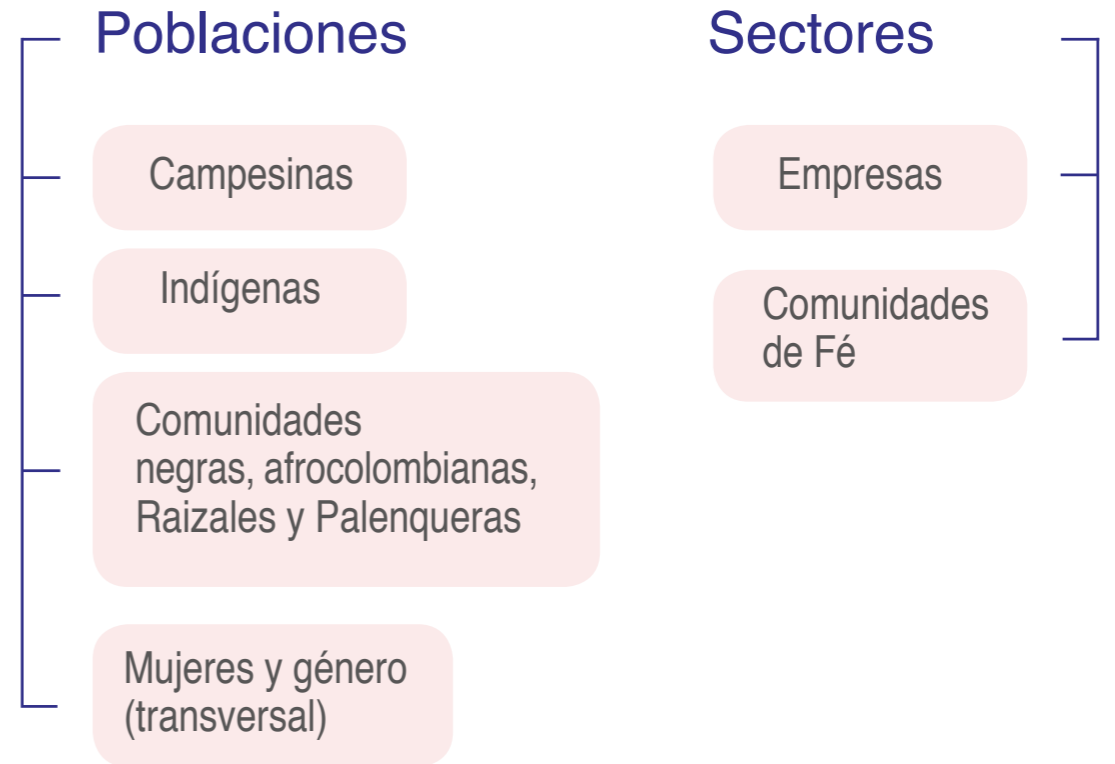 Poblaciones
Campesinas
Indígenas
Comunidades
negras, afrocolombianas,
Raizales y Palenqueras
Mujeres y género
(transversal)
Sectores
Empresas
Comunidades
de Fé